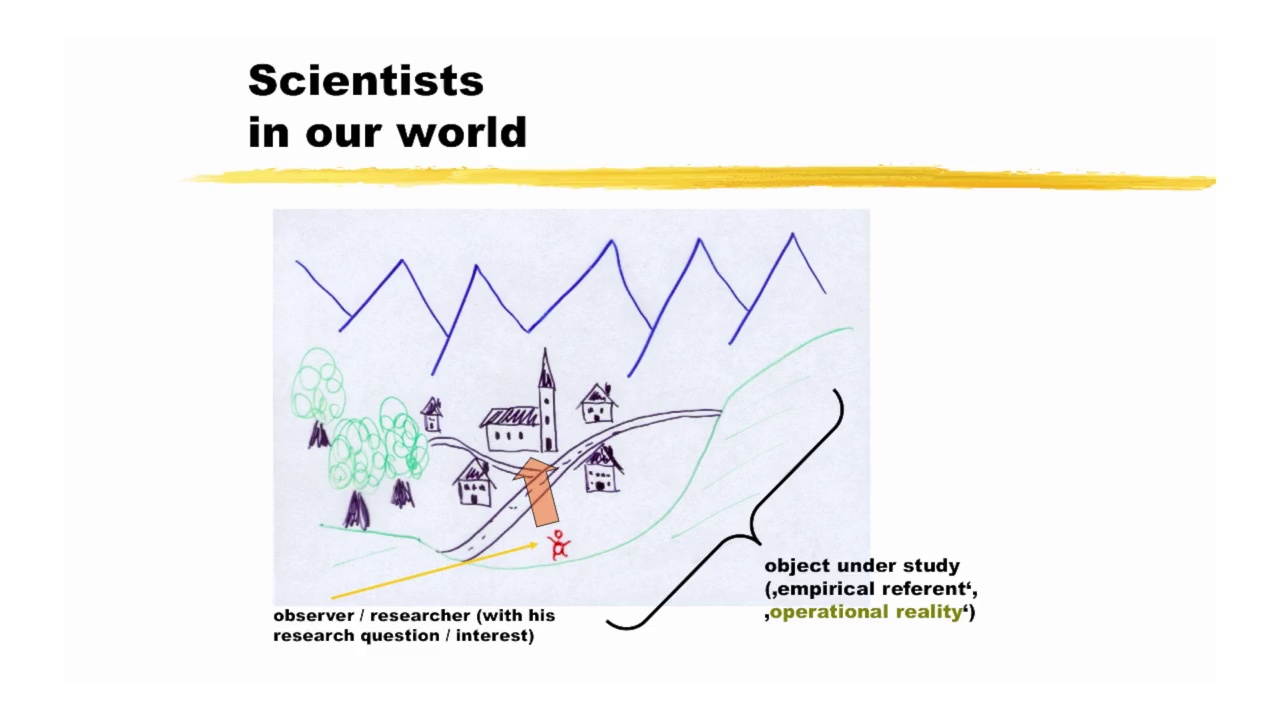 Scientists
in our world
object under study
(‚empirical referent‘,
‚operational reality‘)
observer / researcher (with his
research question / interest)